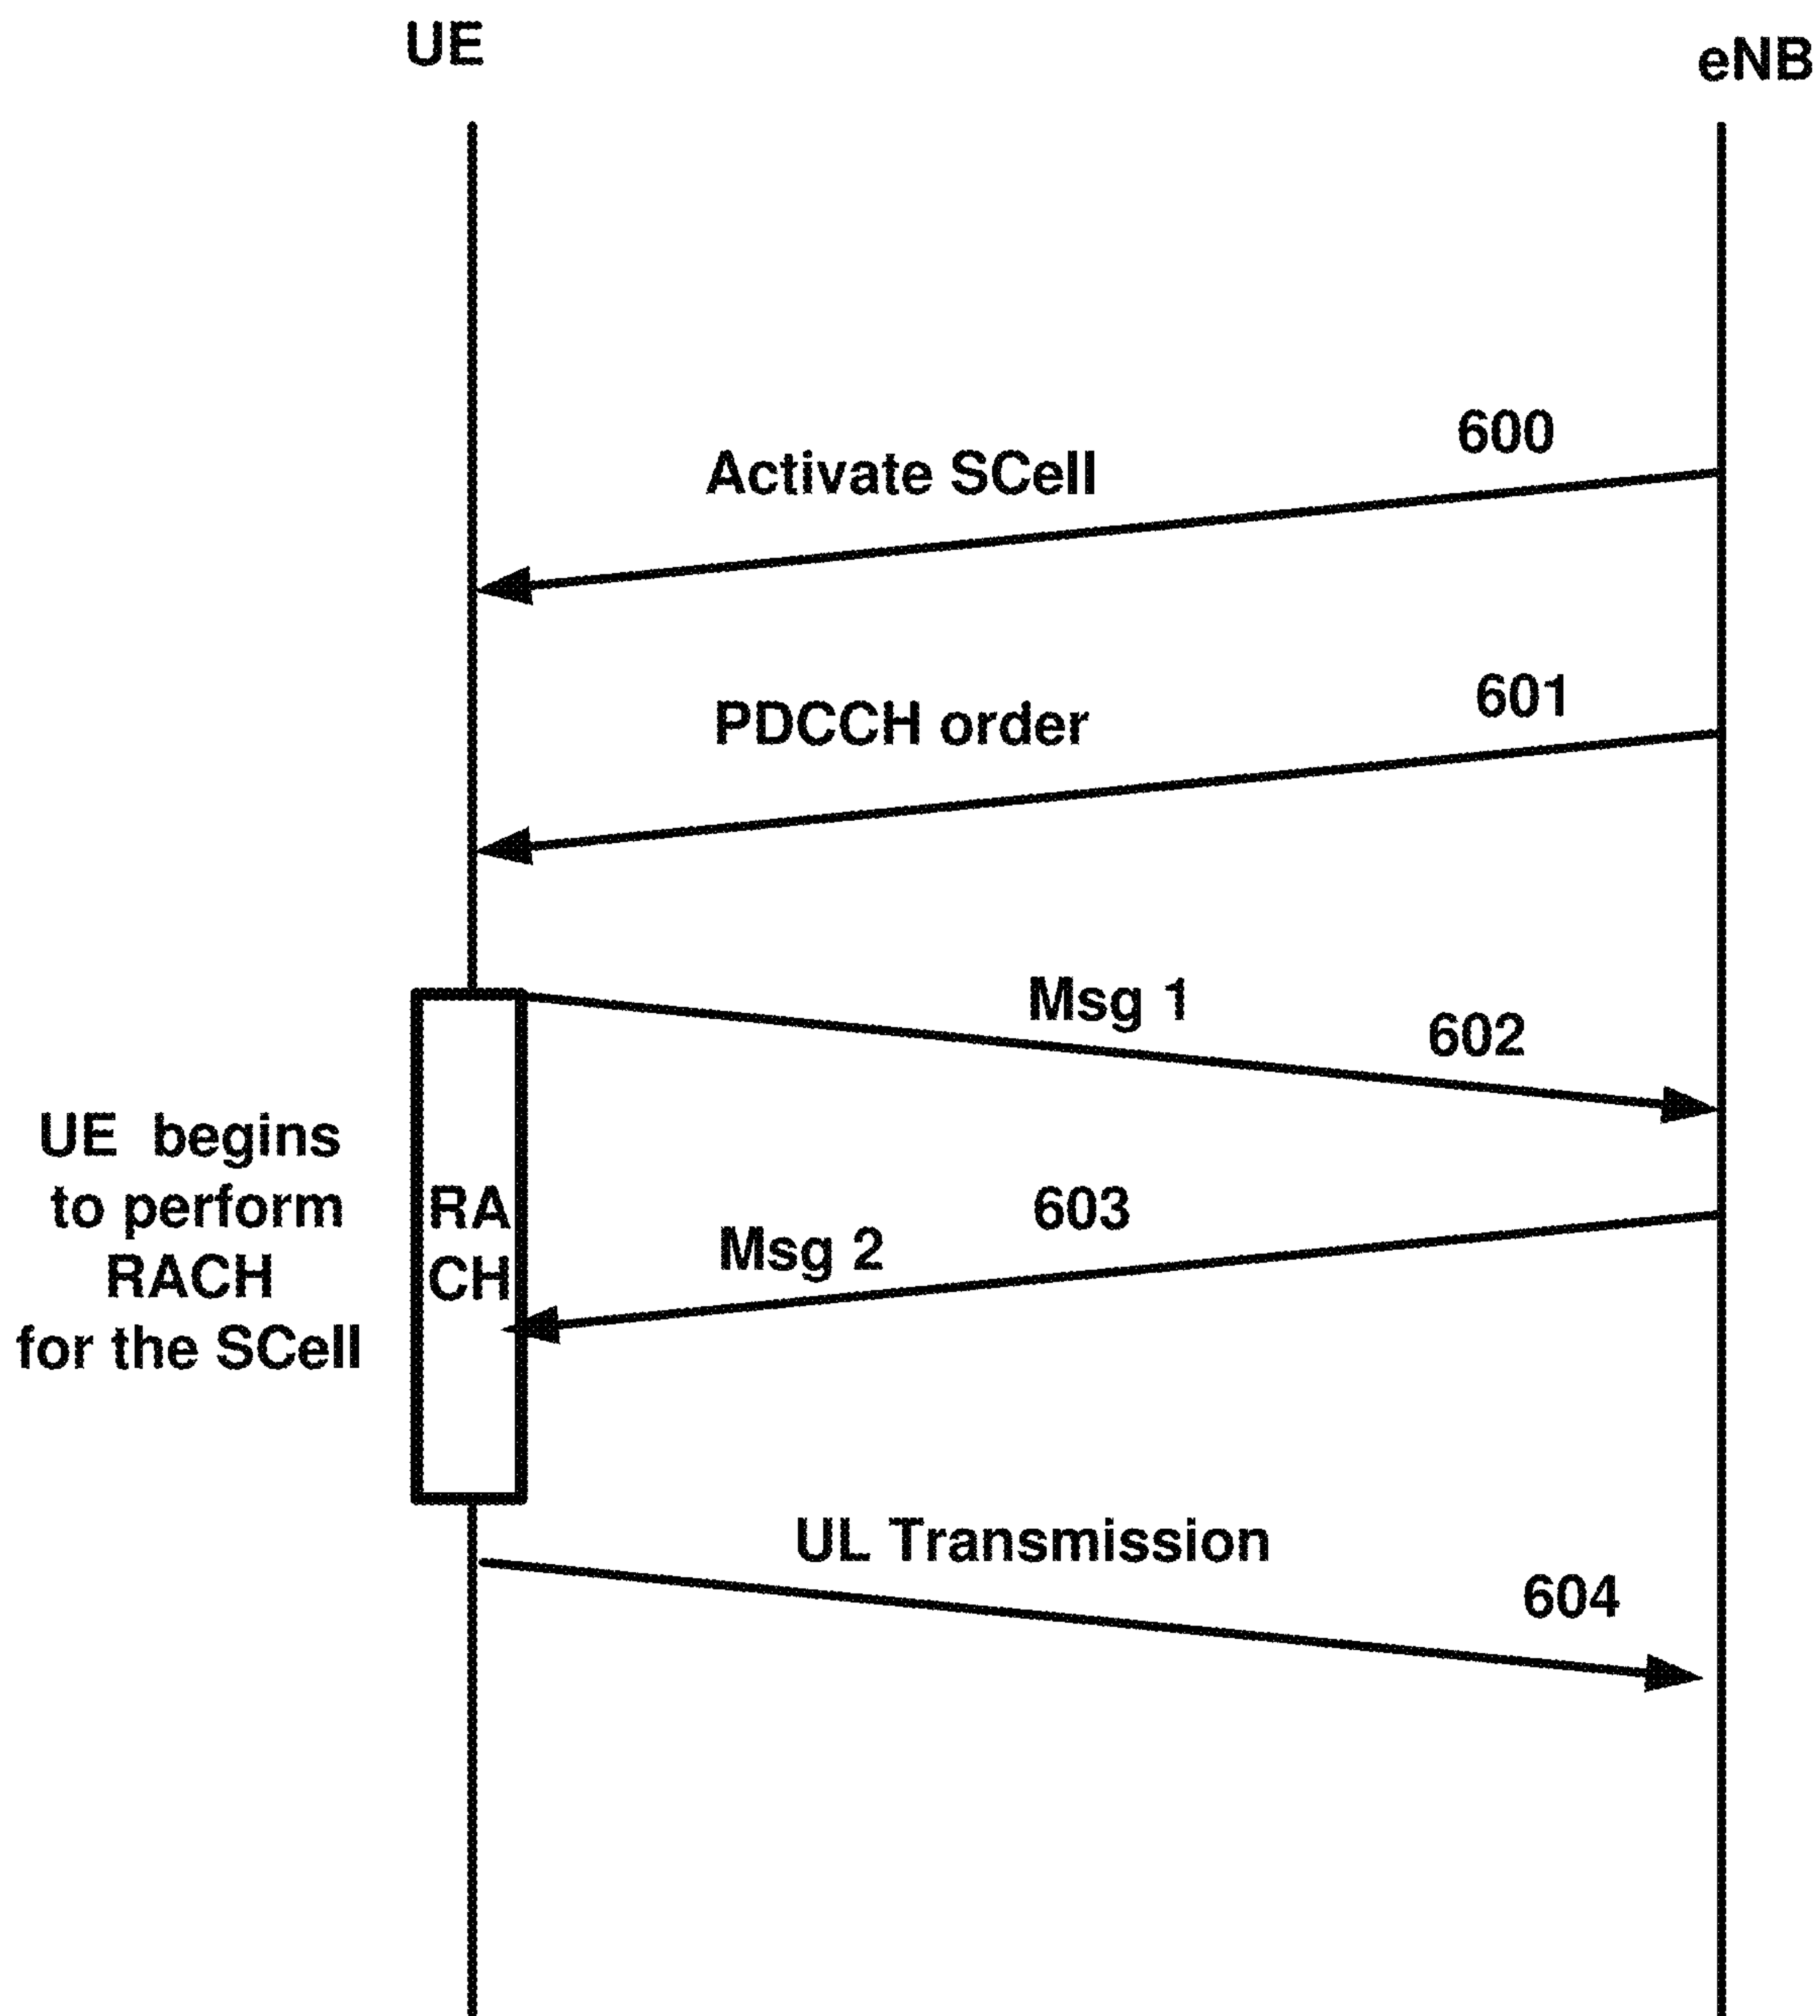 UE
eNB
600
Activate SCell
601
PDCCH order
Msg 1
602
UE begins
to perform
RACH
for the SCell
RA
CH
603
Msg 2
UL Transmission
604